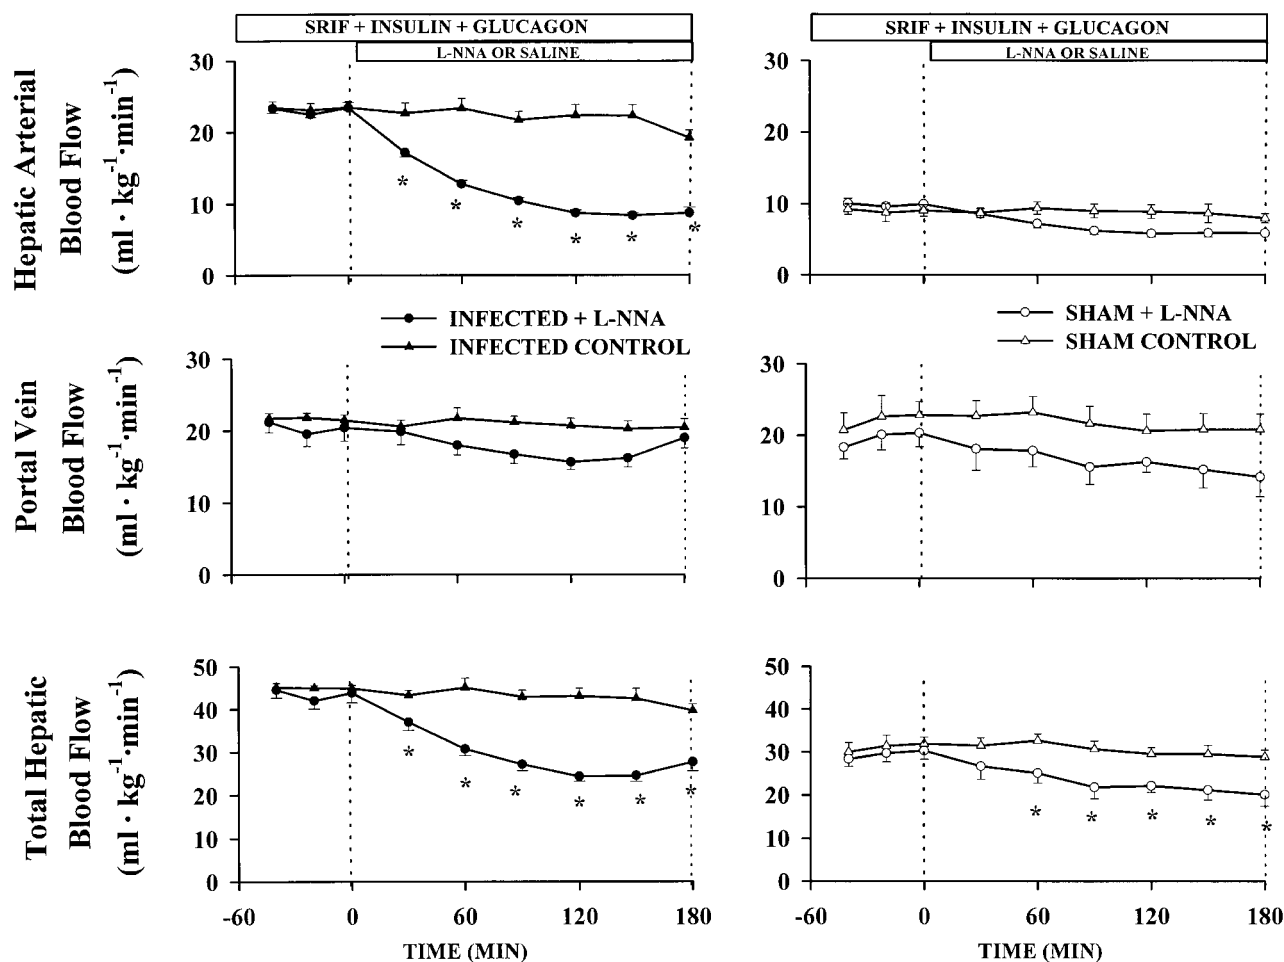 SRIF + INSULIN + GLUCAGON
L-NNA OR SALINE
SRIF + INSULIN + GLUCAGON
L-NNA OR SALINE
Hepatic Arterial
Blood Flow
(ml · kg⁻¹·min⁻¹)
30
20
10
0
*
*
*
*
*
*
30
20
10
0
INFECTED + L-NNA
INFECTED CONTROL
SHAM + L-NNA
SHAM CONTROL
Portal Vein
Blood Flow
(ml · kg⁻¹·min⁻¹)
30
20
10
0
30
20
10
0
Total Hepatic
Blood Flow
(ml · kg⁻¹·min⁻¹)
50
40
30
20
10
0
*
*
*
*
*
*
-60 0 60 120 180
TIME (MIN)
50
40
30
20
10
0
*
*
*
*
*
-60 0 60 120 180
TIME (MIN)